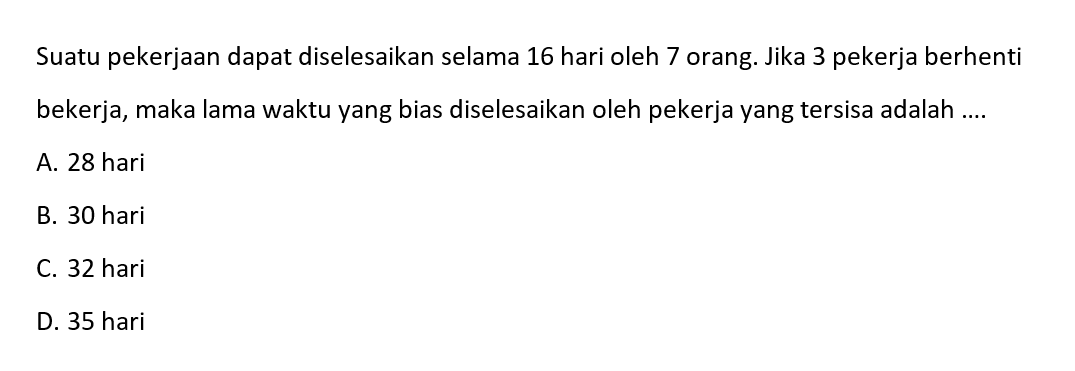 Suatu pekerjaan dapat diselesaikan selama 16 hari oleh 7 orang. Jika 3 pekerja berhenti
bekerja, maka lama waktu yang bias diselesaikan oleh pekerja yang tersisa adalah ....
A. 28 hari
B. 30 hari
C. 32 hari
D. 35 hari